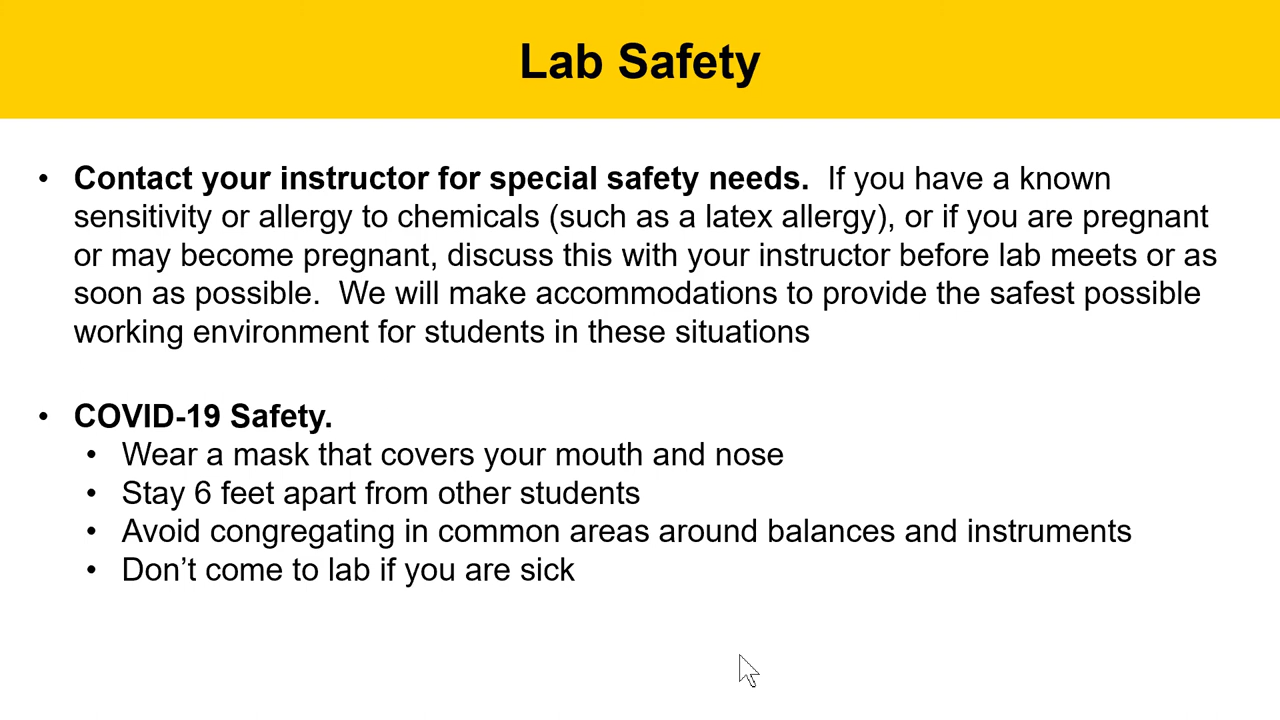 Lab Safety
• Contact your instructor for special safety needs.  If you have a known
sensitivity or allergy to chemicals (such as a latex allergy), or if you are pregnant
or may become pregnant, discuss this with your instructor before lab meets or as
soon as possible.  We will make accommodations to provide the safest possible
working environment for students in these situations
• COVID-19 Safety.
• Wear a mask that covers your mouth and nose
• Stay 6 feet apart from other students
• Avoid congregating in common areas around balances and instruments
• Don’t come to lab if you are sick